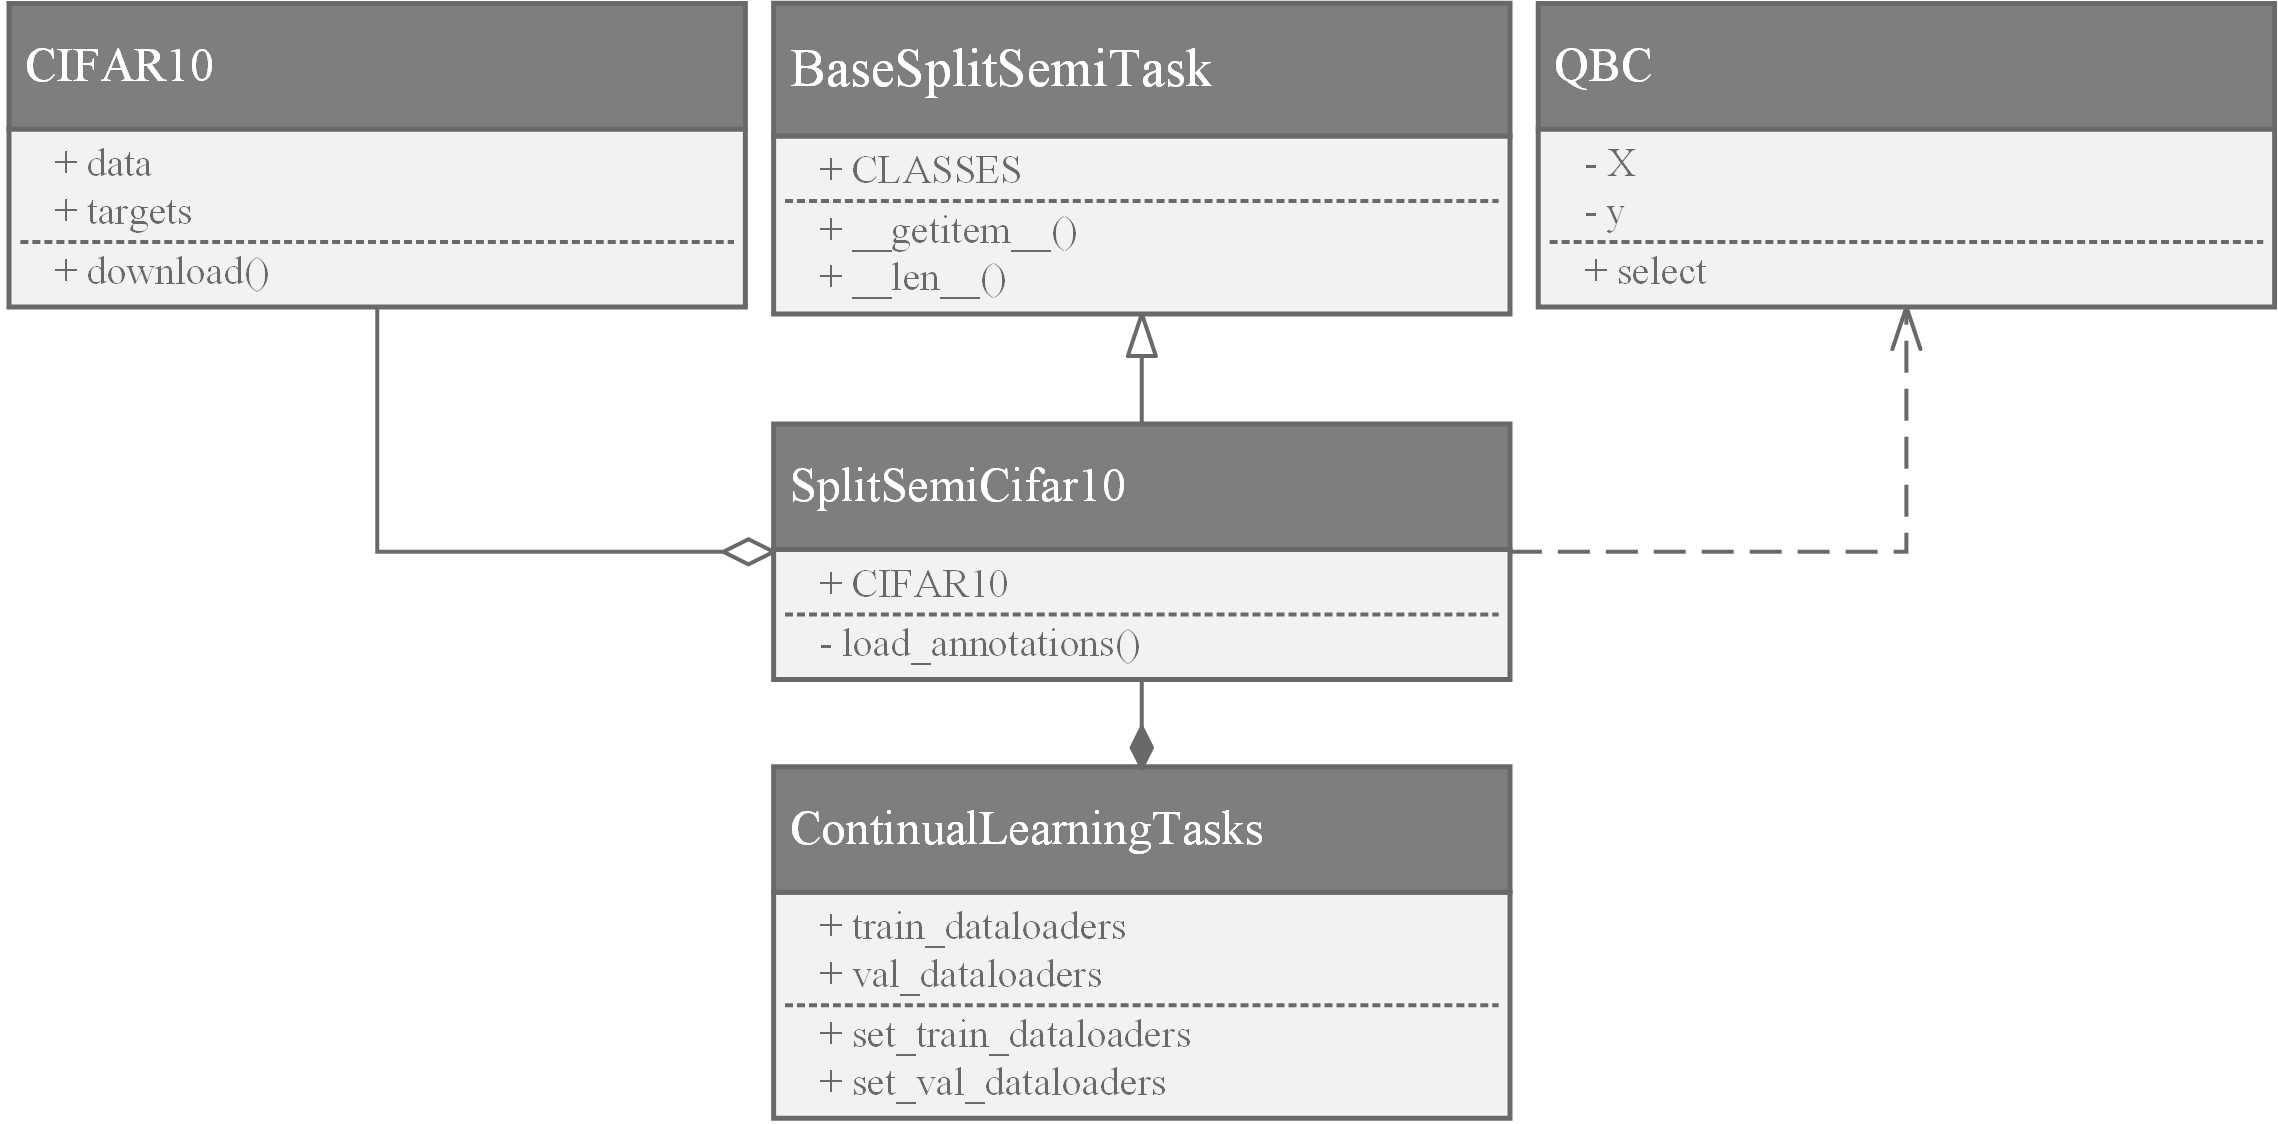 CIFAR10
+ data
+ targets
+ download()
BaseSplitSemiTask
+ CLASSES
+ __getitem__()
+ __len__()
QBC
- X
- y
+ select
SplitSemiCifar10
+ CIFAR10
- load_annotations()
ContinualLearningTasks
+ train_dataloaders
+ val_dataloaders
+ set_train_dataloaders
+ set_val_dataloaders